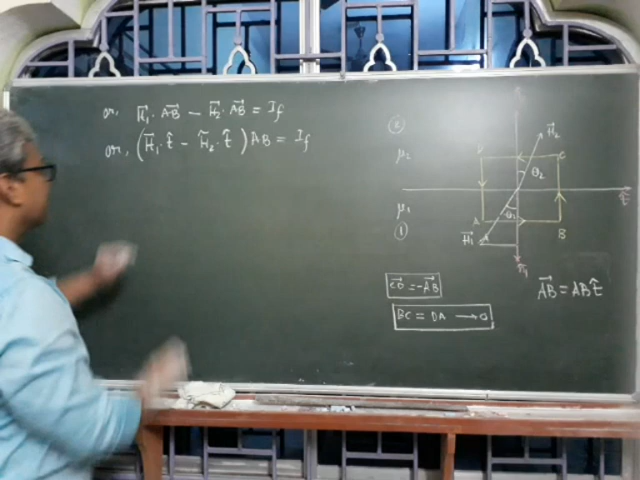 or, H⃗₁ · AB⃗ − H⃗₂ · AB⃗ = I_f
or, (H⃗₁ · t̂ − H⃗₂ · t̂) AB = I_f
②
μ₂
μ₁
①
H⃗₂
θ₂
θ₁
C
A
B
H⃗₁
t̂
CD⃗ = −AB⃗
AB⃗ = AB t̂
BC = DA → 0